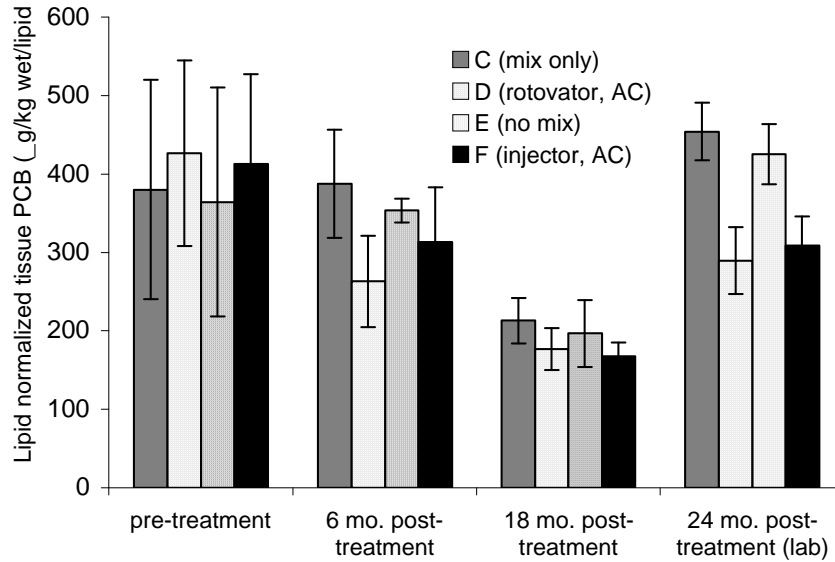 Lipid normalized tissue PCB (_g/kg wet/lipid
600
500
400
300
200
100
0
C (mix only)
D (rotovator, AC)
E (no mix)
F (injector, AC)
pre-treatment
6 mo. post-
treatment
18 mo. post-
treatment
24 mo. post-
treatment (lab)